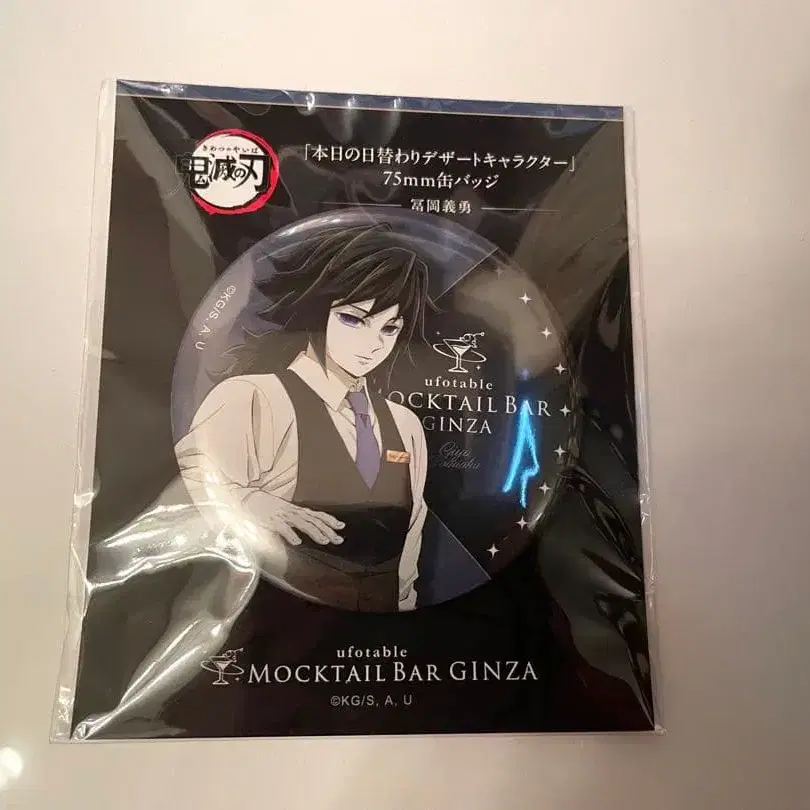 きめつのやいば
鬼滅の刃
「本日の日替わりデザートキャラクター」
75mm缶バッジ
冨岡義勇
©KG/S, A, U
ufotable
OCKTAIL BAR
GINZA
Giyu
ufotable
MOCKTAIL BAR GINZA
©KG/S, A, U